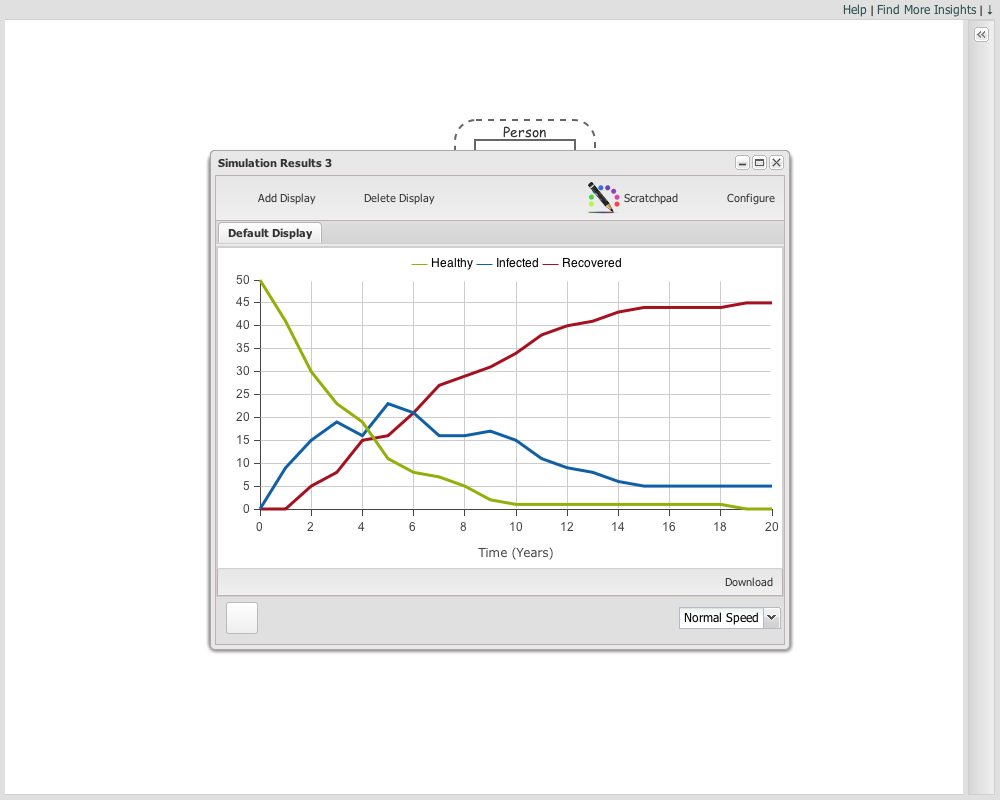 Help | Find More Insights | ↓
«
Person
Simulation Results 3
Add Display Delete Display Scratchpad Configure
Default Display
Healthy Infected Recovered
50
45
40
35
30
25
20
15
10
5
0
0 2 4 6 8 10 12 14 16 18 20
Time (Years)
Download
Normal Speed